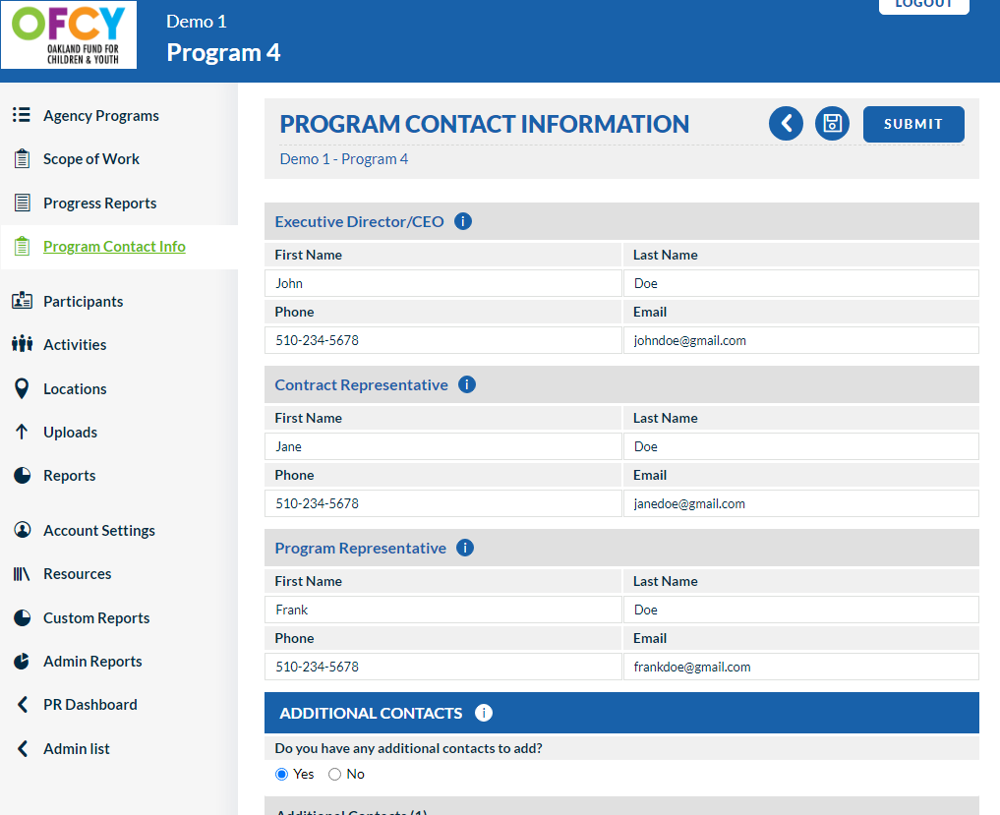 OFCY
OAKLAND FUND FOR
CHILDREN & YOUTH
Demo 1
Program 4
LOGOUT
Agency Programs
Scope of Work
Progress Reports
Program Contact Info
Participants
Activities
Locations
Uploads
Reports
Account Settings
Resources
Custom Reports
Admin Reports
PR Dashboard
Admin list
PROGRAM CONTACT INFORMATION
SUBMIT
Demo 1 - Program 4
Executive Director/CEO i
First Name Last Name
John Doe
Phone Email
510-234-5678 johndoe@gmail.com
Contract Representative i
First Name Last Name
Jane Doe
Phone Email
510-234-5678 janedoe@gmail.com
Program Representative i
First Name Last Name
Frank Doe
Phone Email
510-234-5678 frankdoe@gmail.com
ADDITIONAL CONTACTS i
Do you have any additional contacts to add?
Yes No
Additional Contacts (1)